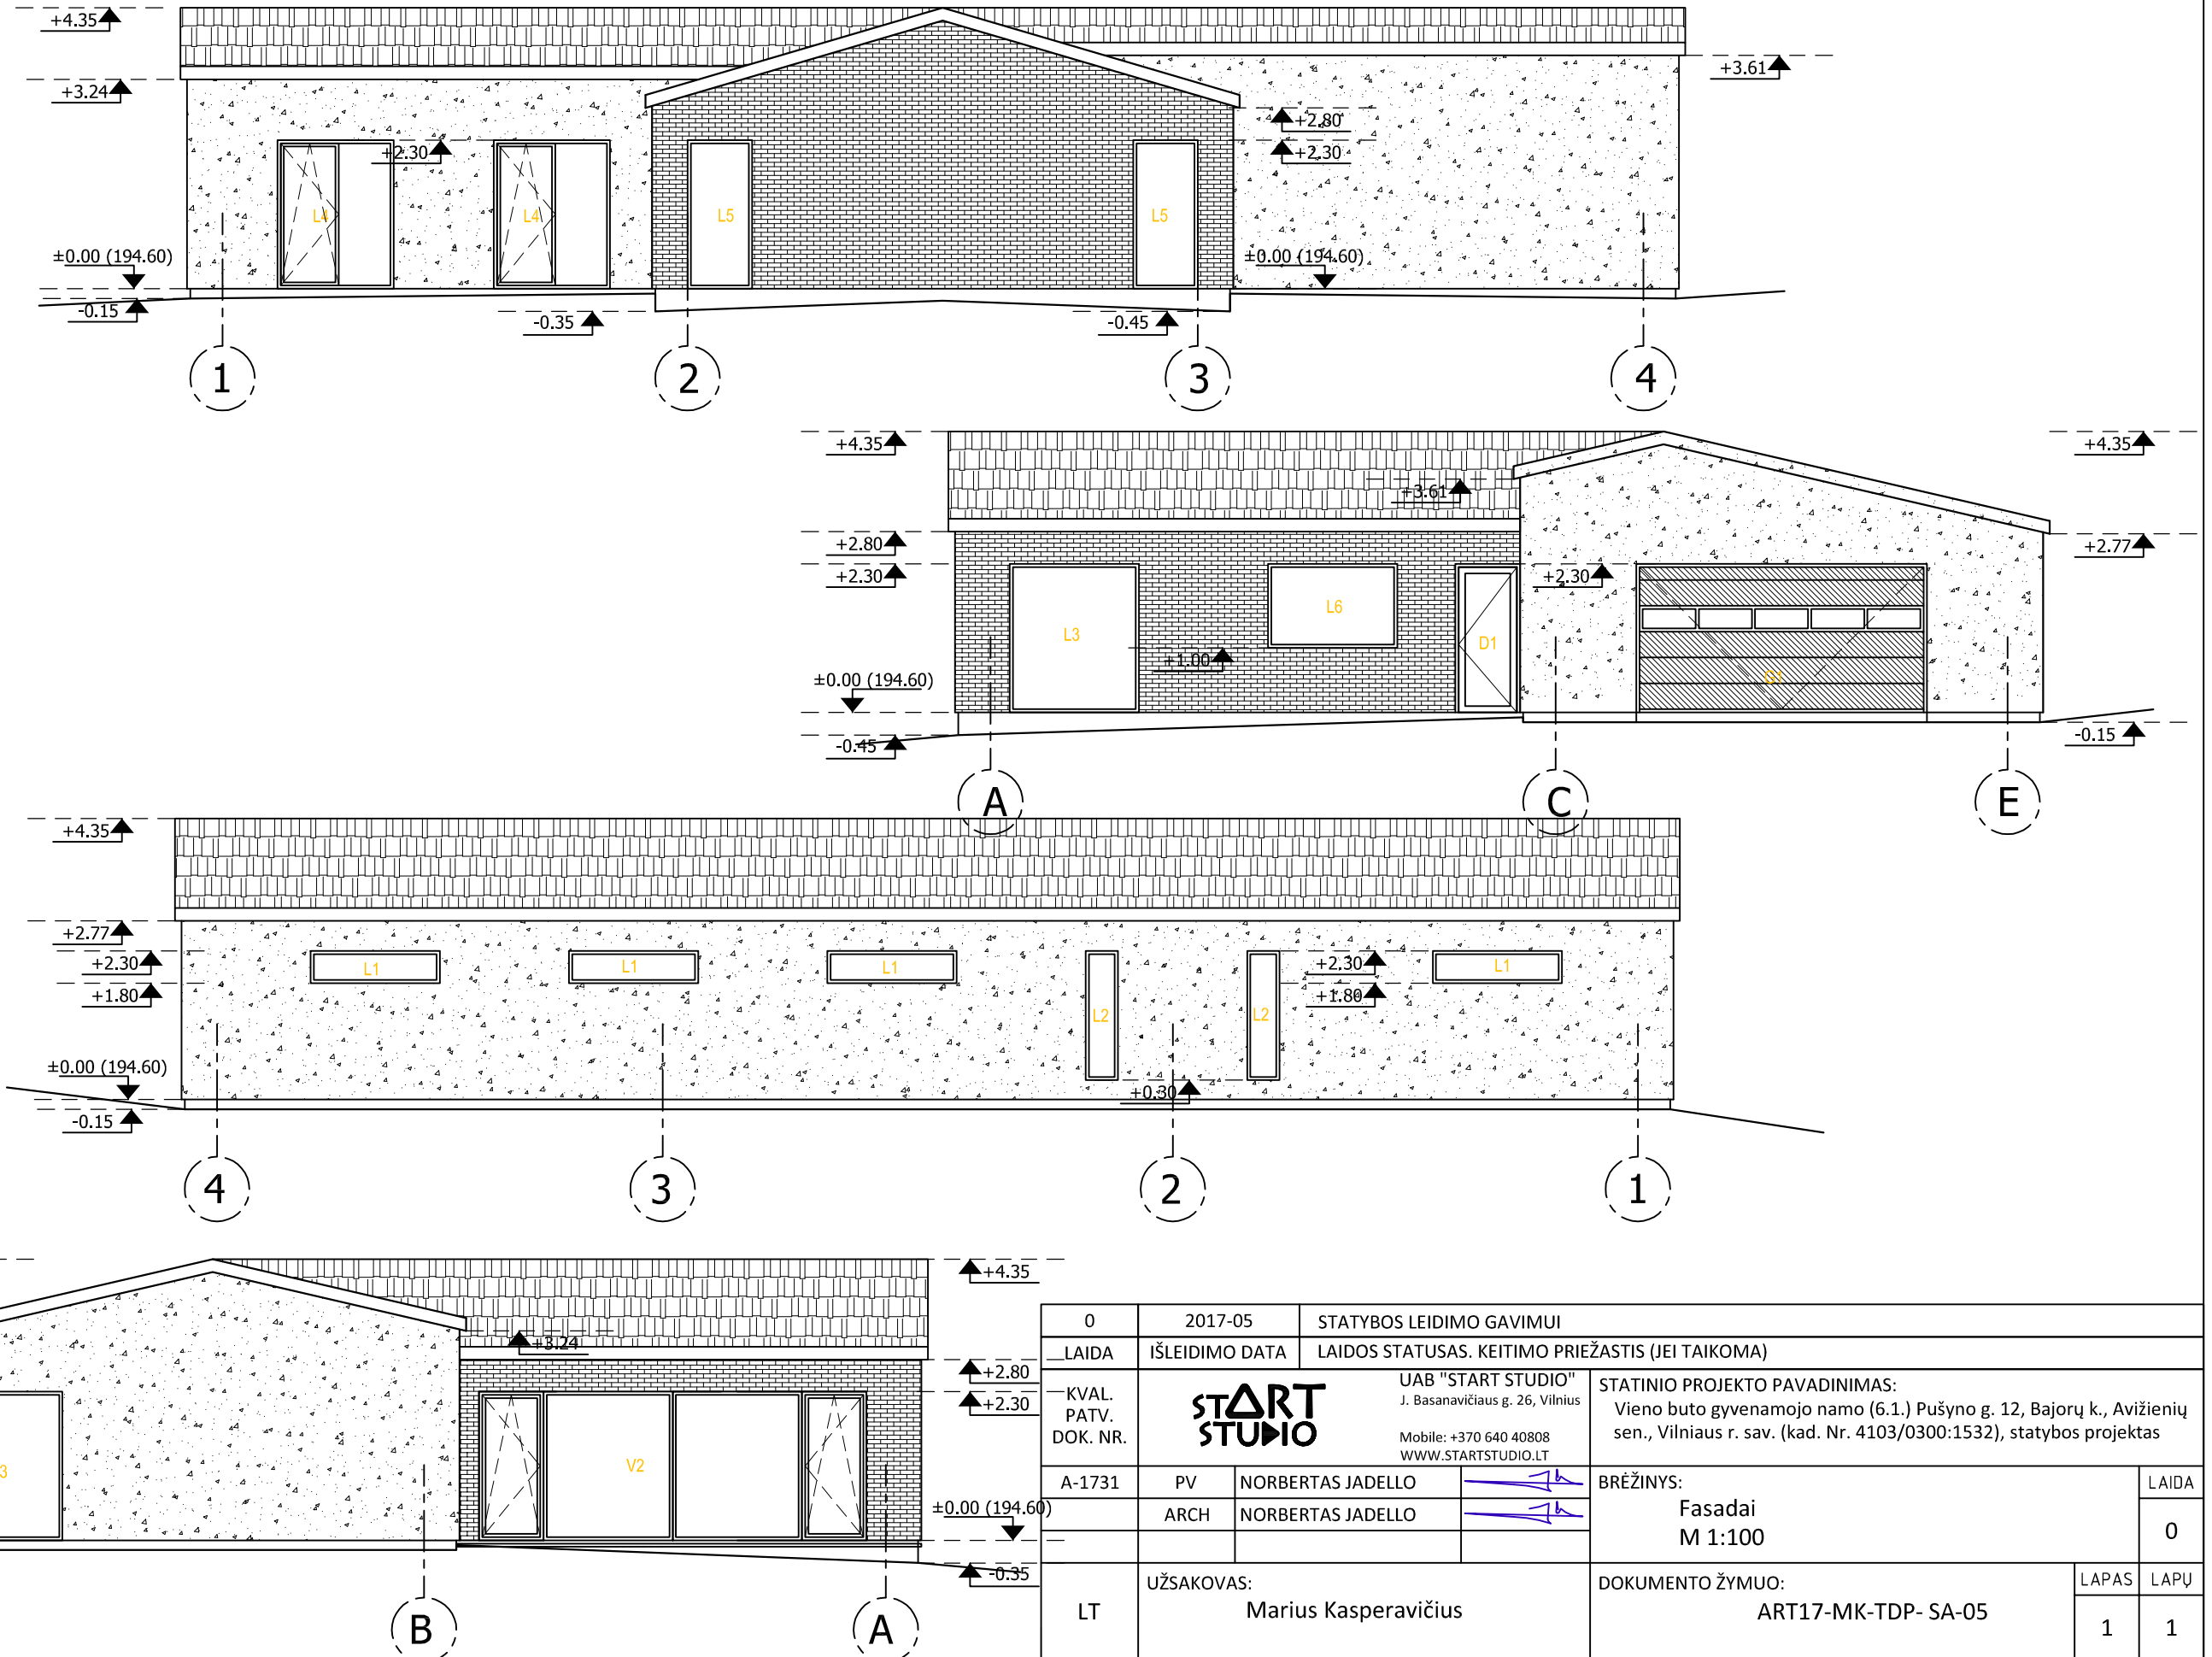 +4.35
+3.24
+3.61
+2.80
+2.30
+2.30
L4
L4
L5
L5
±0.00 (194.60)
±0.00 (194.60)
-0.15
-0.35
-0.45
1
2
3
4
+4.35
+4.35
+3.61
+2.80
+2.77
+2.30
+2.30
L3
L6
D1
+1.00
G1
±0.00 (194.60)
-0.45
-0.15
A
C
E
+4.35
+2.77
+2.30
+1.80
L1
L1
L1
L1
+2.30
+1.80
L2
L2
±0.00 (194.60)
+0.30
-0.15
4
3
2
1
+4.35
+3.24
+2.80
+2.30
3
V2
±0.00 (194.60)
-0.35
B
A
0
2017-05
STATYBOS LEIDIMO GAVIMUI
LAIDA
IŠLEIDIMO DATA
LAIDOS STATUSAS. KEITIMO PRIEŽASTIS (JEI TAIKOMA)
KVAL.
PATV.
DOK. NR.
START
STUDIO
UAB "START STUDIO"
J. Basanavičiaus g. 26, Vilnius
Mobile: +370 640 40808
WWW.STARTSTUDIO.LT
STATINIO PROJEKTO PAVADINIMAS:
Vieno buto gyvenamojo namo (6.1.) Pušyno g. 12, Bajorų k., Avižienių
sen., Vilniaus r. sav. (kad. Nr. 4103/0300:1532), statybos projektas
A-1731
PV
NORBERTAS JADELLO
ARCH
NORBERTAS JADELLO
BRĖŽINYS:
Fasadai
M 1:100
LAIDA
0
LT
UŽSAKOVAS:
Marius Kasperavičius
DOKUMENTO ŽYMUO:
ART17-MK-TDP- SA-05
LAPAS
LAPŲ
1
1